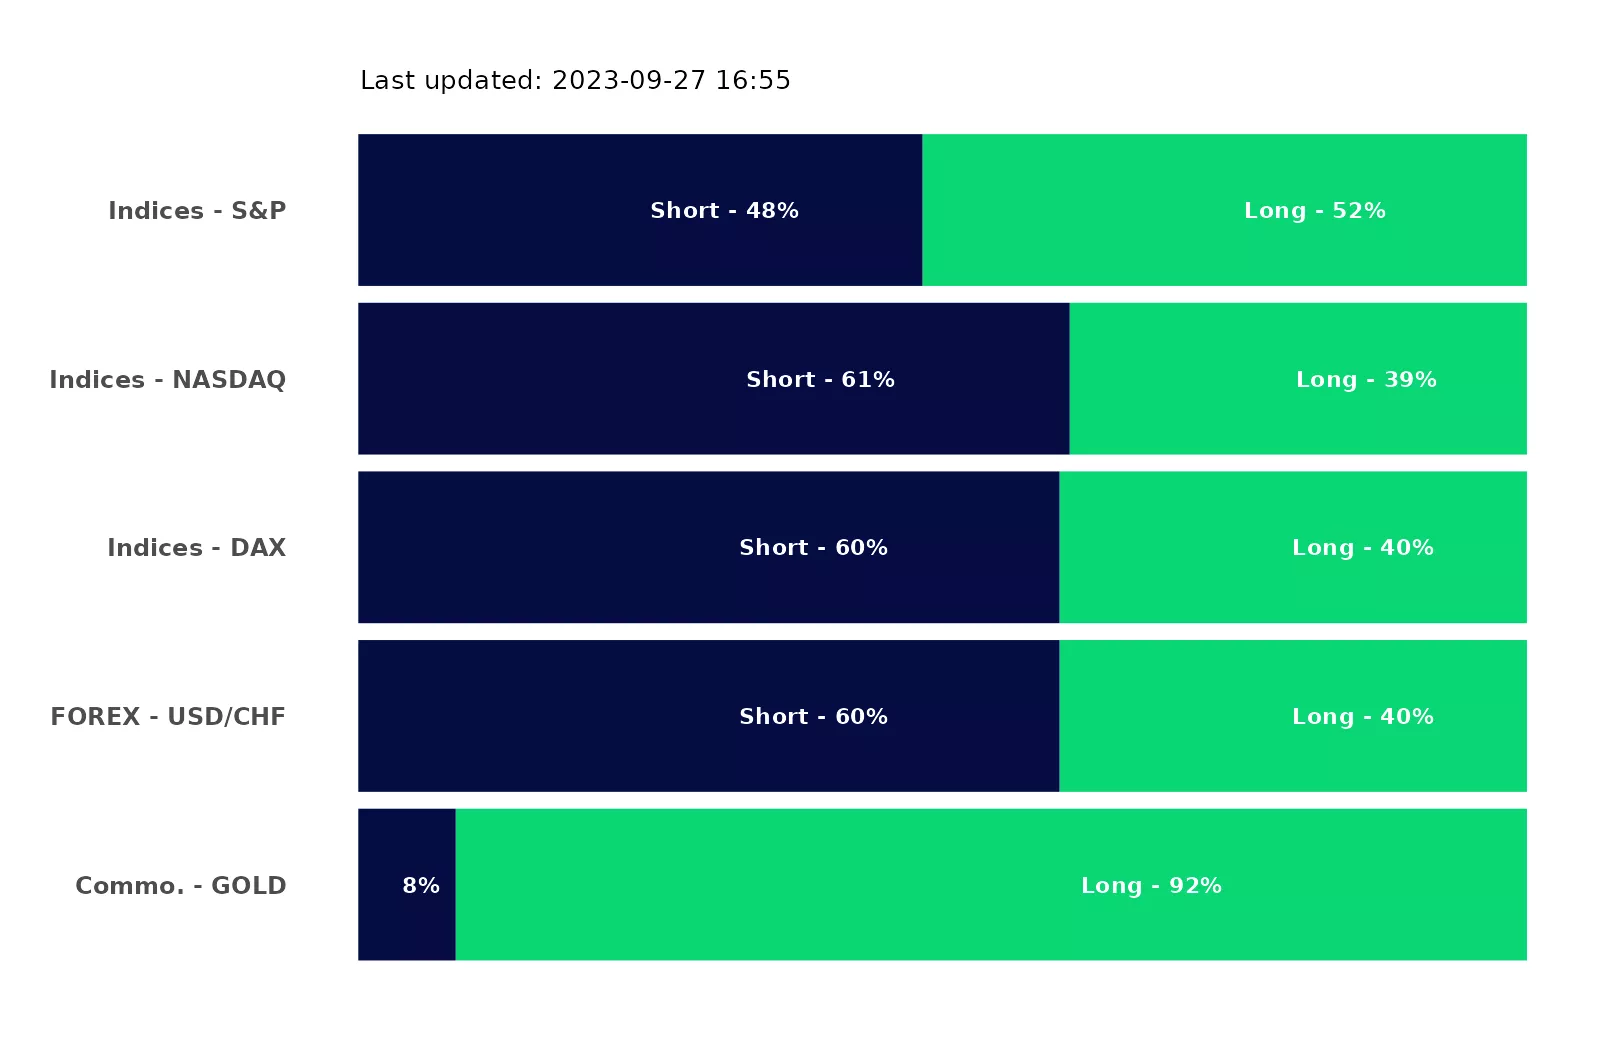 Last updated: 2023-09-27 16:55
Indices - S&P Short - 48% Long - 52%
Indices - NASDAQ Short - 61% Long - 39%
Indices - DAX Short - 60% Long - 40%
FOREX - USD/CHF Short - 60% Long - 40%
Commo. - GOLD 8% Long - 92%